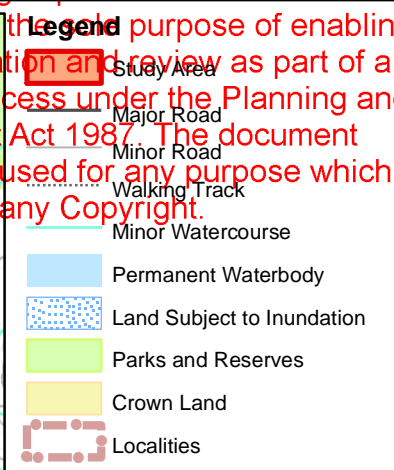 Legend
the sole purpose of enablin
tion and review as part of a
Study Area
cess under the Planning an
Major Road
Act 1987. The document
Minor Road
used for any purpose which
Walking Track
any Copyright.
Minor Watercourse
Permanent Waterbody
Land Subject to Inundation
Parks and Reserves
Crown Land
Localities